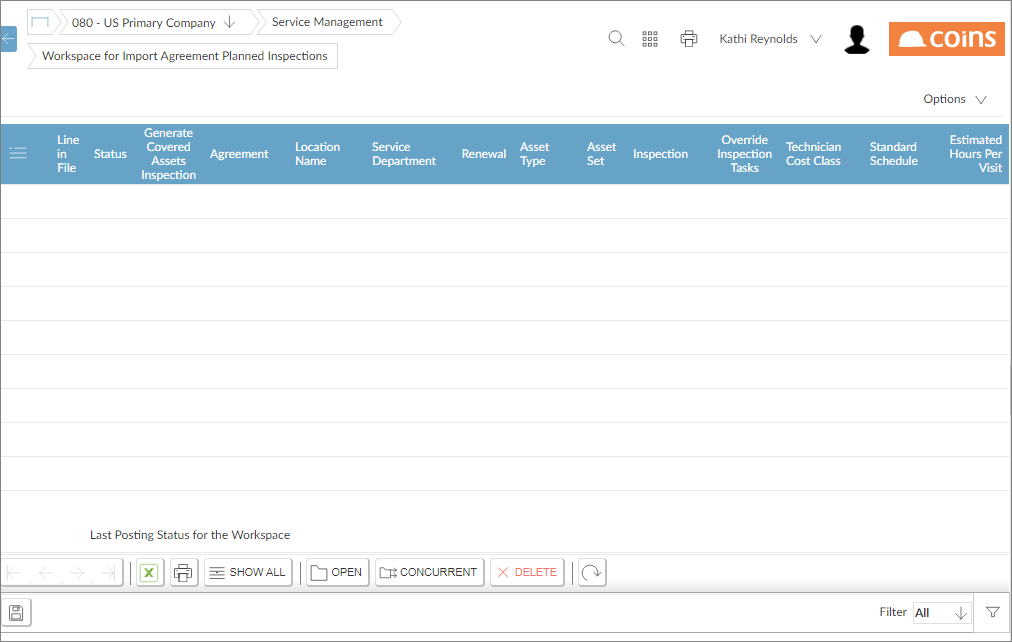 080 - US Primary Company
Service Management
Kathi Reynolds
coins
Workspace for Import Agreement Planned Inspections
Options
Line
in
File
Status
Generate
Covered
Assets
Inspection
Agreement
Location
Name
Service
Department
Renewal
Asset
Type
Asset
Set
Inspection
Override
Inspection
Tasks
Technician
Cost Class
Standard
Schedule
Estimated
Hours Per
Visit
Last Posting Status for the Workspace
X
SHOW ALL
OPEN
CONCURRENT
DELETE
Filter
All